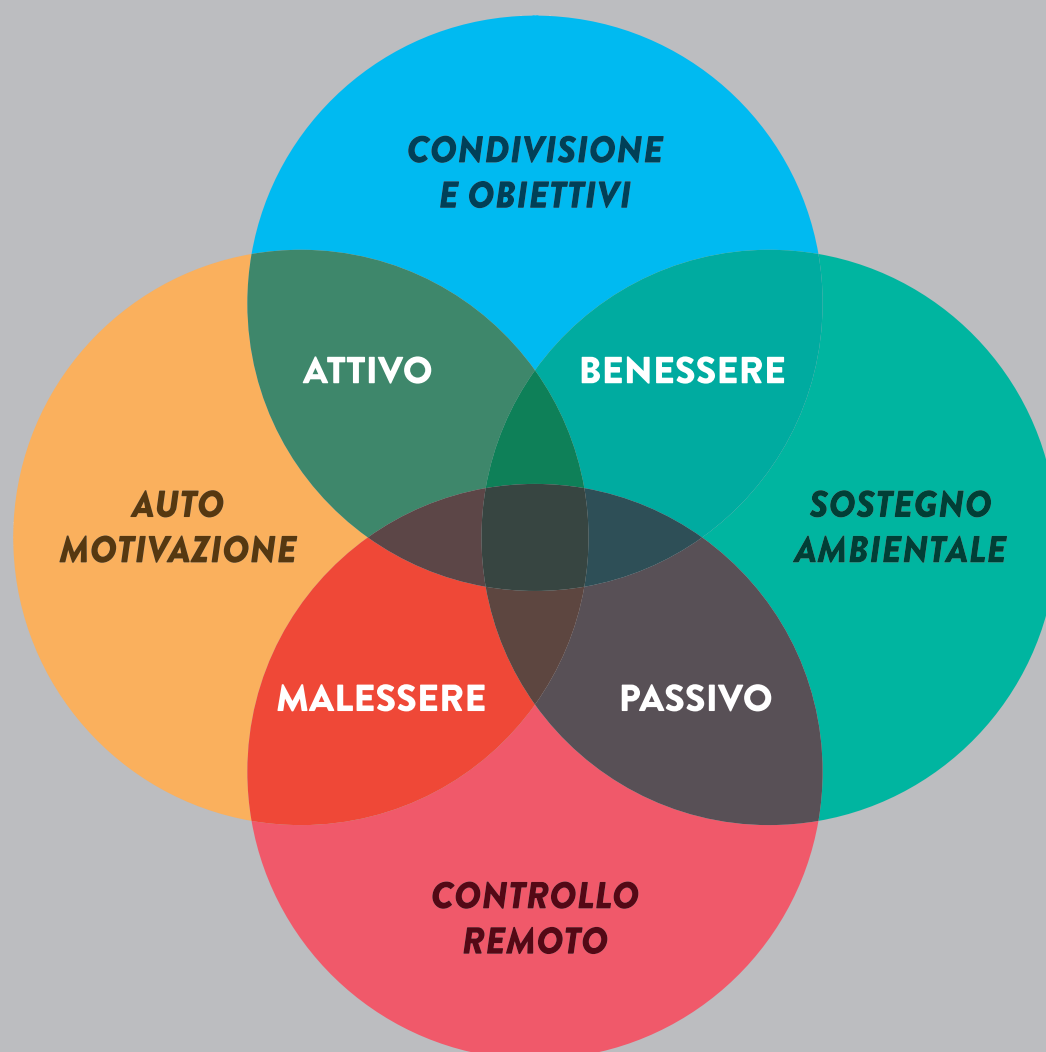 CONDIVISIONE
E OBIETTIVI
ATTIVO
BENESSERE
AUTO
MOTIVAZIONE
SOSTEGNO
AMBIENTALE
MALESSERE
PASSIVO
CONTROLLO
REMOTO